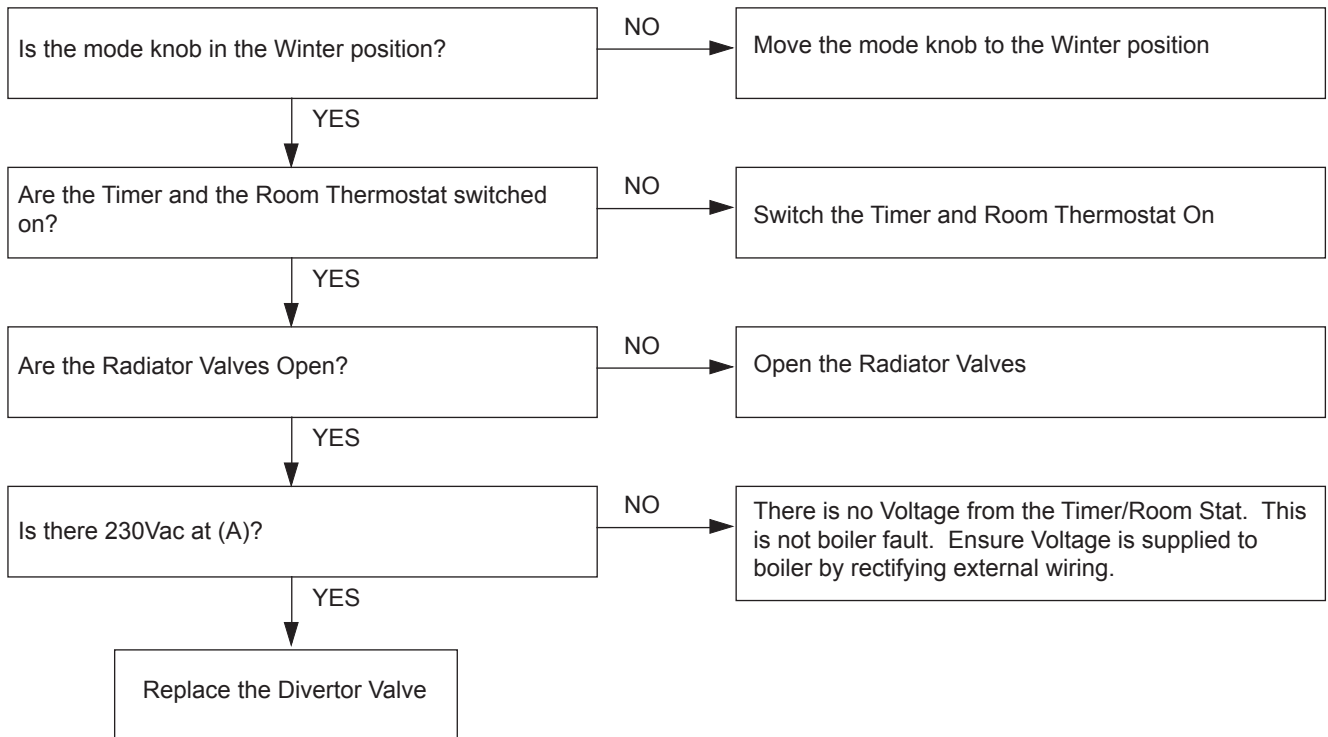 Is the mode knob in the Winter position?
NO
Move the mode knob to the Winter position
YES
Are the Timer and the Room Thermostat switched
on?
NO
Switch the Timer and Room Thermostat On
YES
Are the Radiator Valves Open?
NO
Open the Radiator Valves
YES
Is there 230Vac at (A)?
NO
There is no Voltage from the Timer/Room Stat.  This
is not boiler fault.  Ensure Voltage is supplied to
boiler by rectifying external wiring.
YES
Replace the Divertor Valve